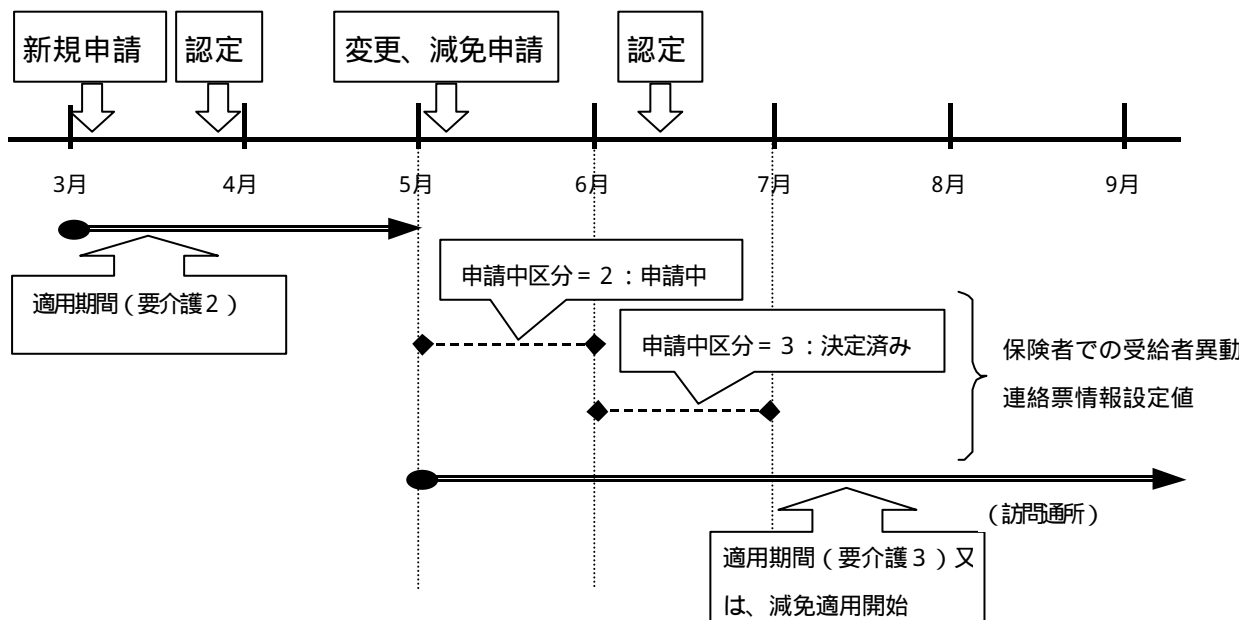 新規申請
認定
変更、減免申請
認定
3月
4月
5月
6月
7月
8月
9月
申請中区分=2:申請中
適用期間(要介護2)
申請中区分=3:決定済み
保険者での受給者異動
連絡票情報設定値
(訪問通所)
適用期間(要介護3)又
は、減免適用開始